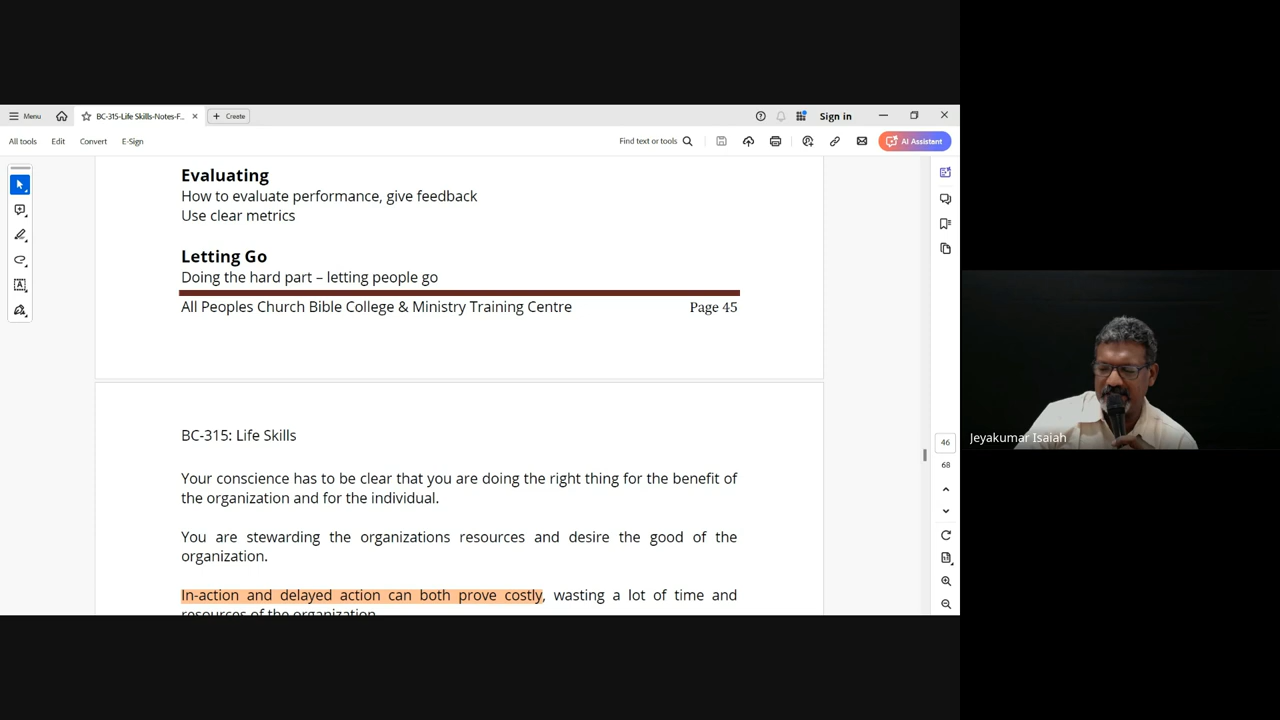 Menu
BC-315-Life Skills-Notes-F...
Create
Sign in
All tools
Edit
Convert
E-Sign
Find text or tools
AI Assistant
Evaluating
How to evaluate performance, give feedback
Use clear metrics
Letting Go
Doing the hard part – letting people go
All Peoples Church Bible College & Ministry Training Centre Page 45
BC-315: Life Skills
Your conscience has to be clear that you are doing the right thing for the benefit of
the organization and for the individual.
You are stewarding the organizations resources and desire the good of the
organization.
In-action and delayed action can both prove costly, wasting a lot of time and
resources of the organization
46
68
Jeyakumar Isaiah